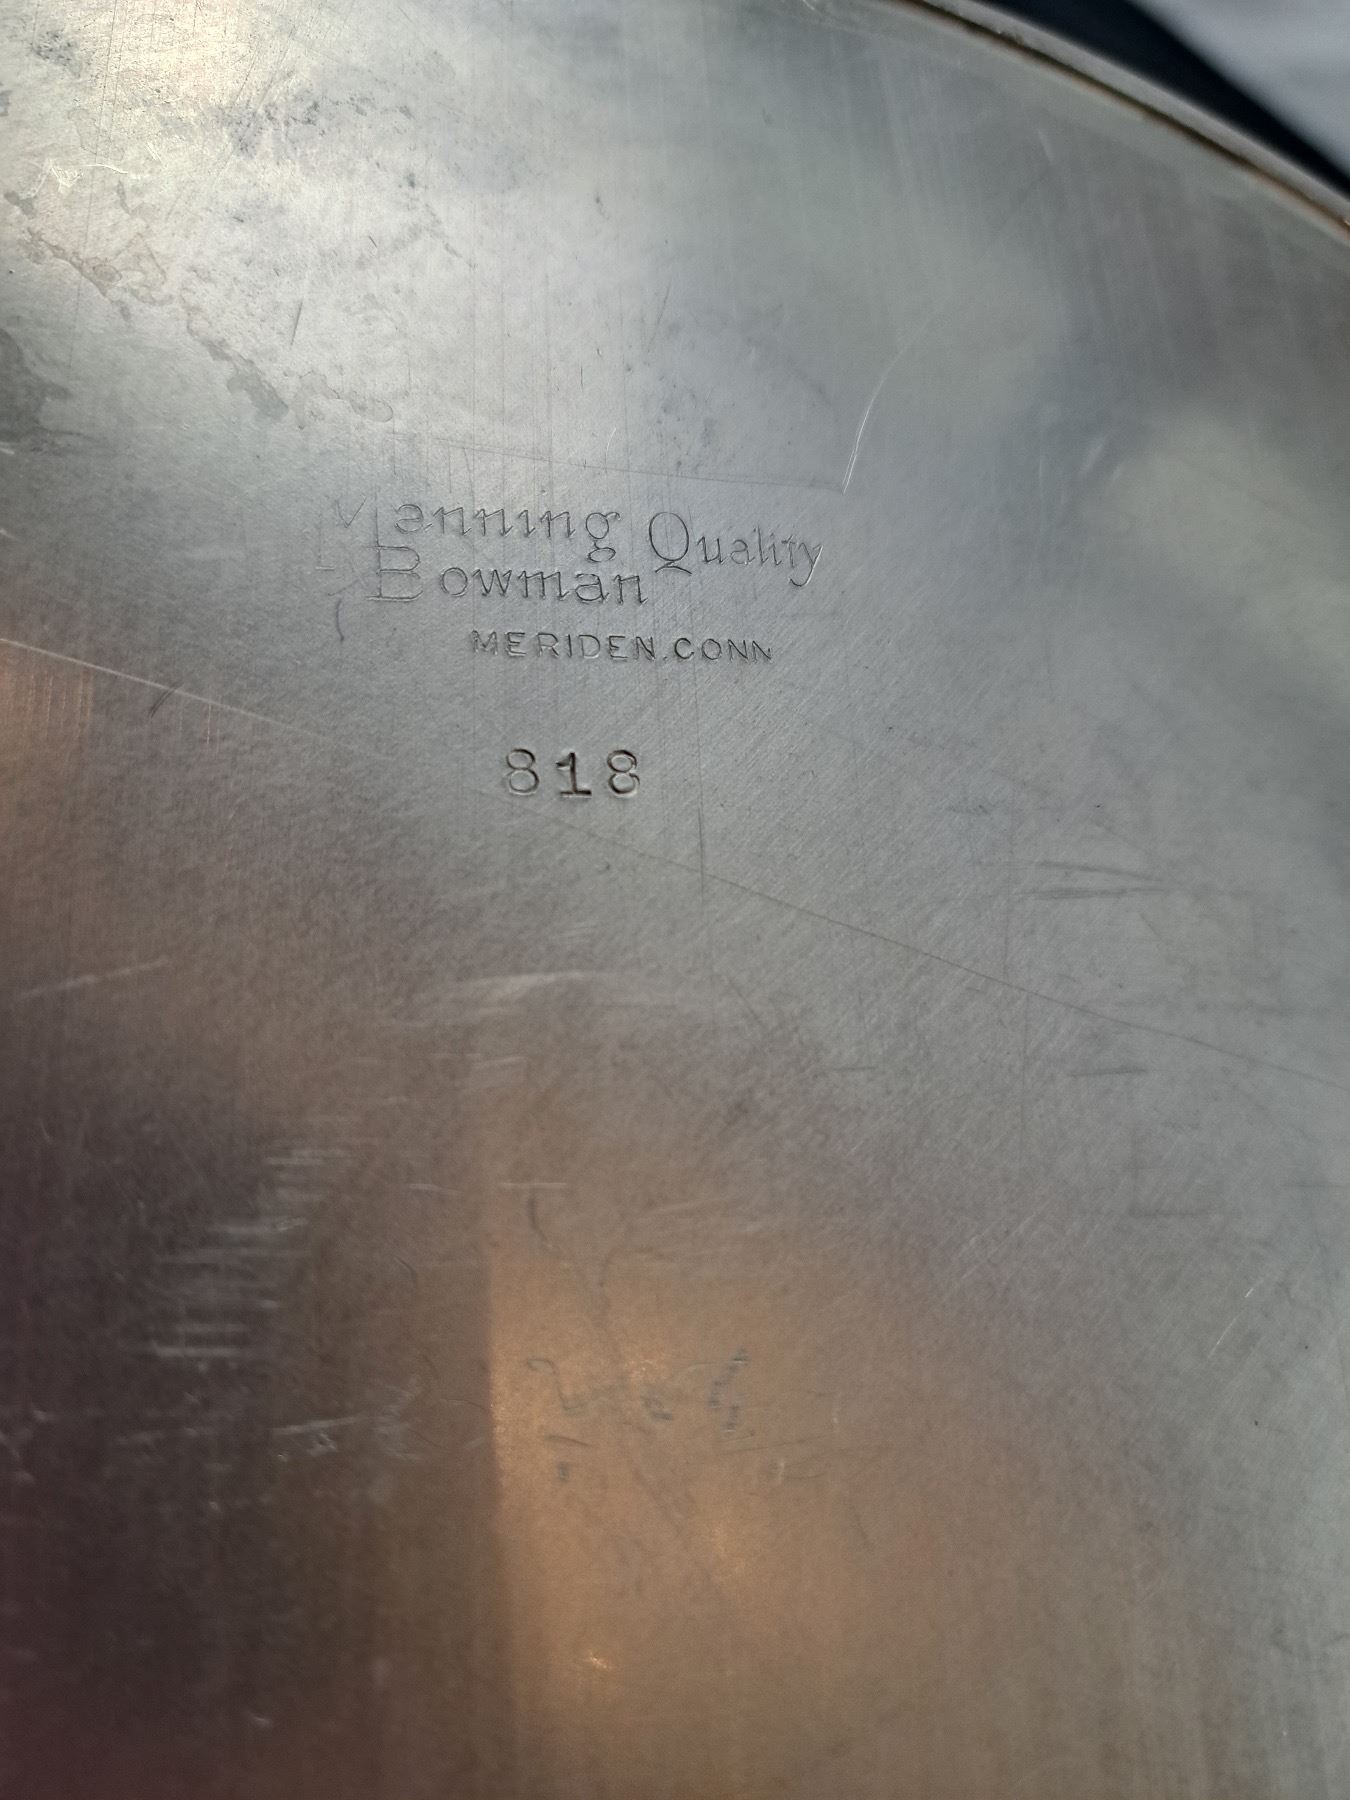 Manning Quality
Bowman
MERIDEN, CONN
818